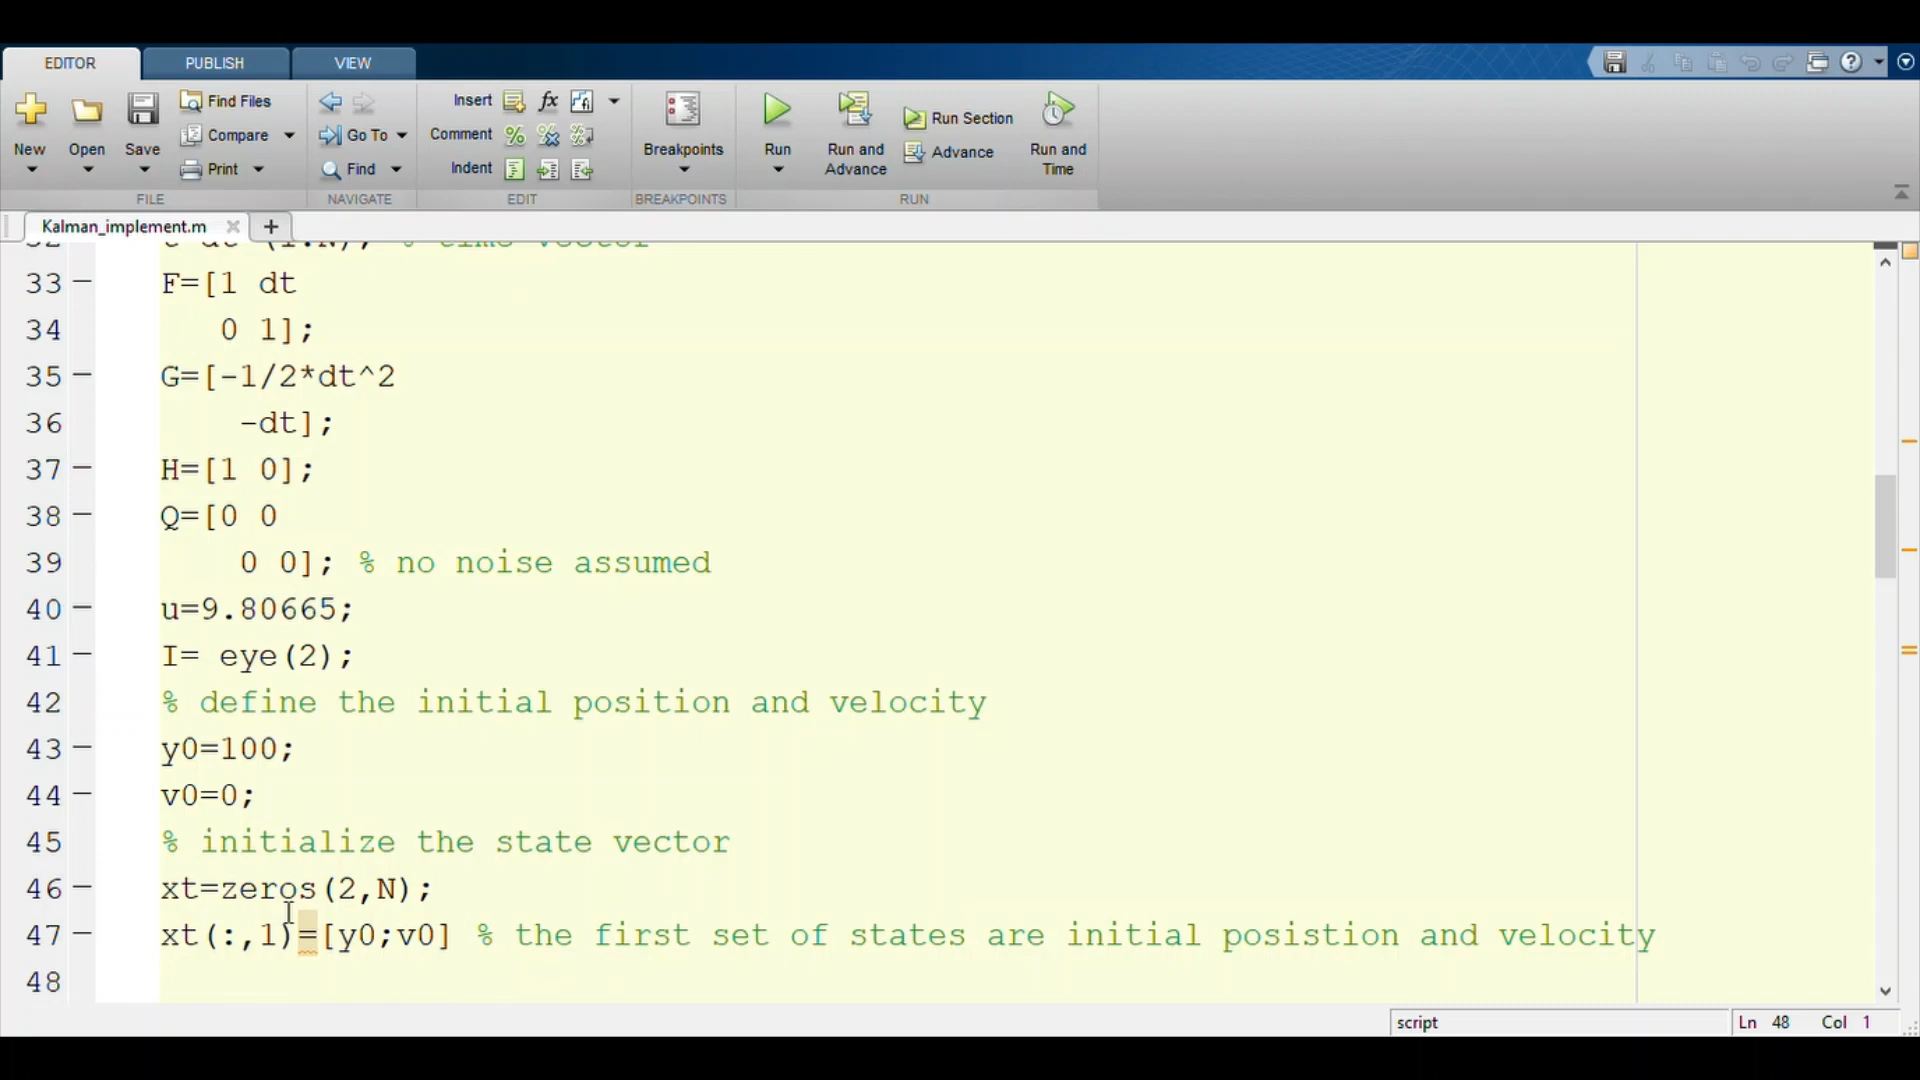 EDITOR PUBLISH VIEW
New
Open
Save
Find Files
Compare
Print
FILE
Go To
Find
NAVIGATE
Insert fx
Comment
Indent
EDIT
Breakpoints
BREAKPOINTS
Run
Run and Advance
Run Section
Advance
Run and Time
RUN
Kalman_implement.m
33 F=[1 dt
34 0 1];
35 G=[-1/2*dt^2
36 -dt];
37 H=[1 0];
38 Q=[0 0
39 0 0]; % no noise assumed
40 u=9.80665;
41 I= eye(2);
42 % define the initial position and velocity
43 y0=100;
44 v0=0;
45 % initialize the state vector
46 xt=zeros(2,N);
47 xt(:,1)=[y0;v0] % the first set of states are initial posistion and velocity
48
script Ln 48 Col 1